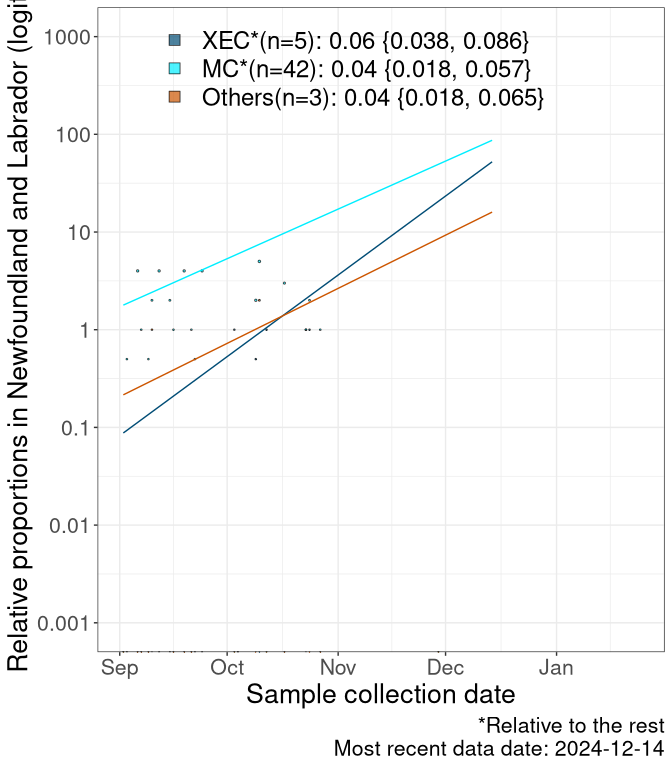 Relative proportions in Newfoundland and Labrador
XEC*(n=5): 0.06 {0.038, 0.086}
MC*(n=42): 0.04 {0.018, 0.057}
Others(n=3): 0.04 {0.018, 0.065}
1000
100
10
1
0.1
0.01
0.001
Sep Oct Nov Dec Jan
Sample collection date
*Relative to the rest
Most recent data date: 2024-12-14